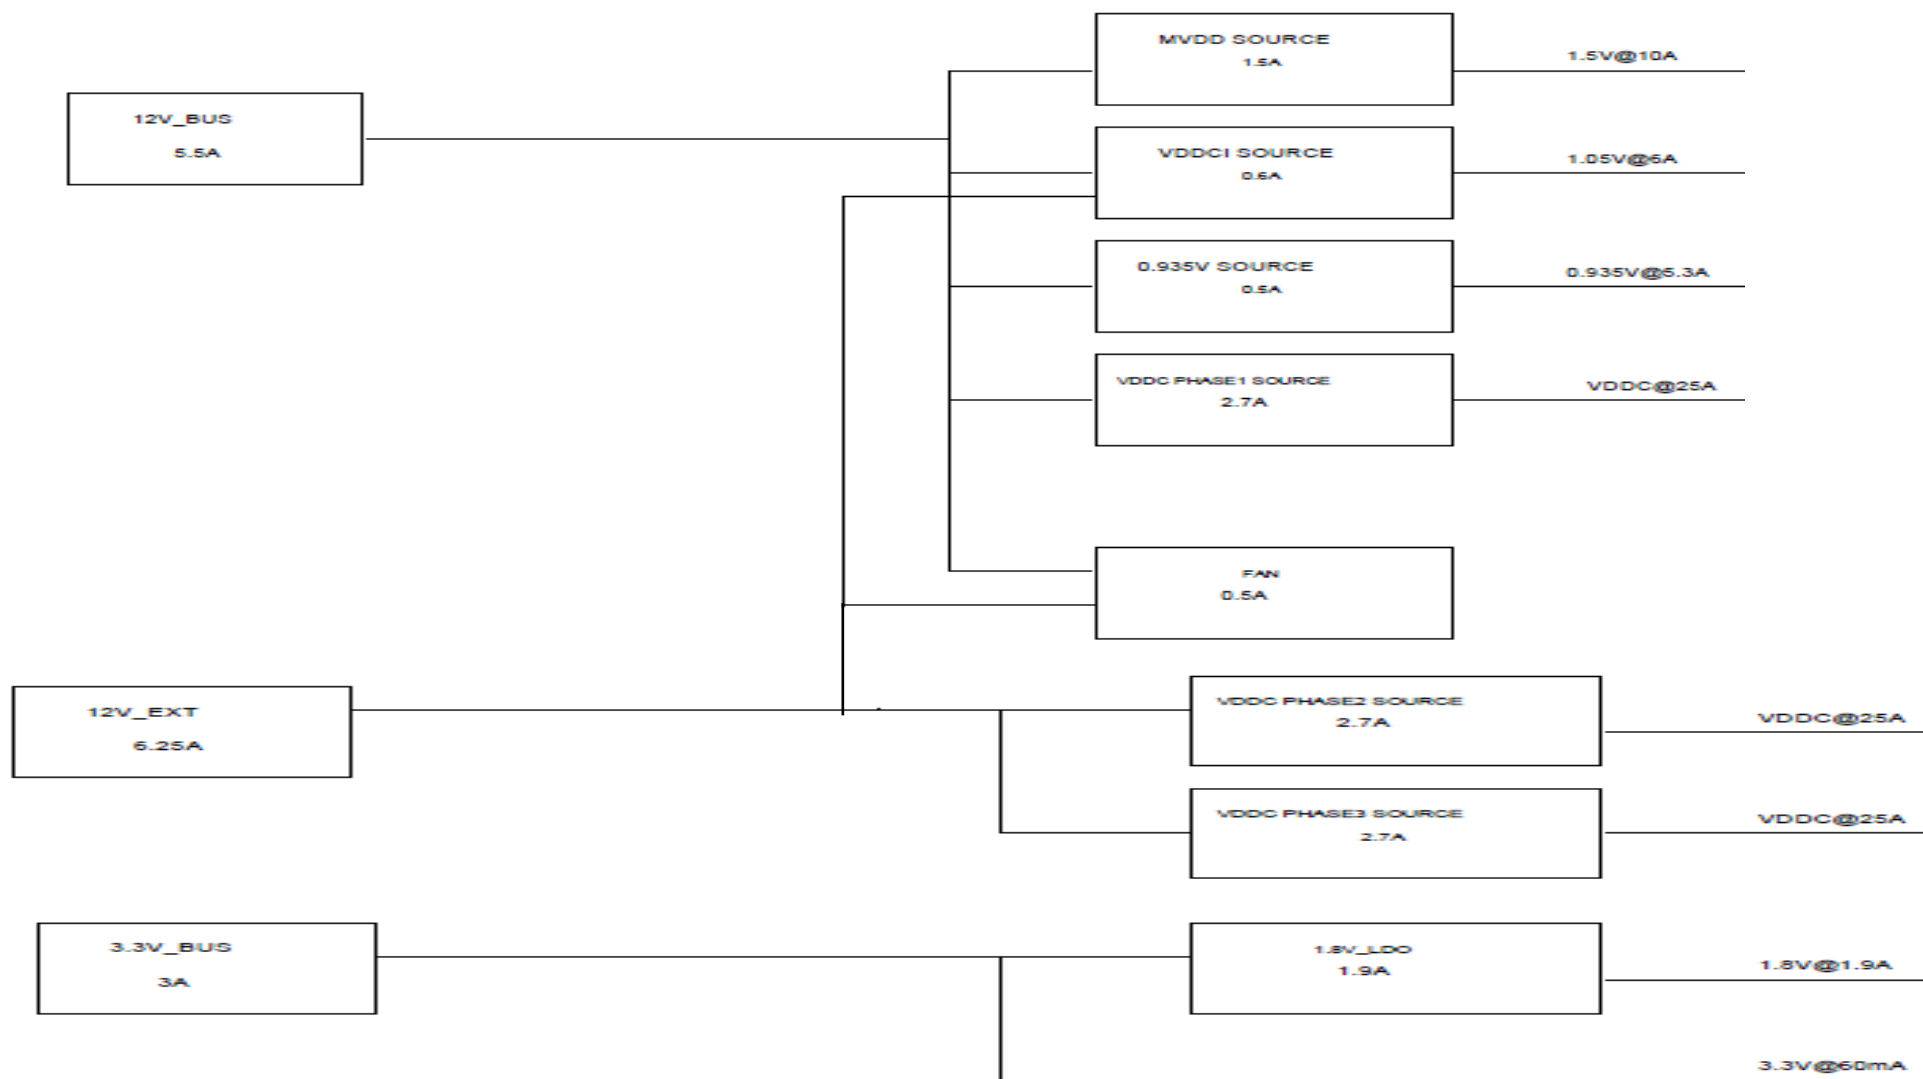 MVDD SOURCE
1.5A
1.5V@10A
12V_BUS
5.5A
VDDCI SOURCE
0.6A
1.05V@6A
0.935V SOURCE
0.5A
0.935V@5.3A
VDDC PHASE1 SOURCE
2.7A
VDDC@25A
FAN
0.5A
12V_EXT
6.25A
VDDC PHASE2 SOURCE
2.7A
VDDC@25A
VDDC PHASE3 SOURCE
2.7A
VDDC@25A
3.3V_BUS
3A
1.8V_LDO
1.9A
1.8V@1.9A
3.3V@60mA